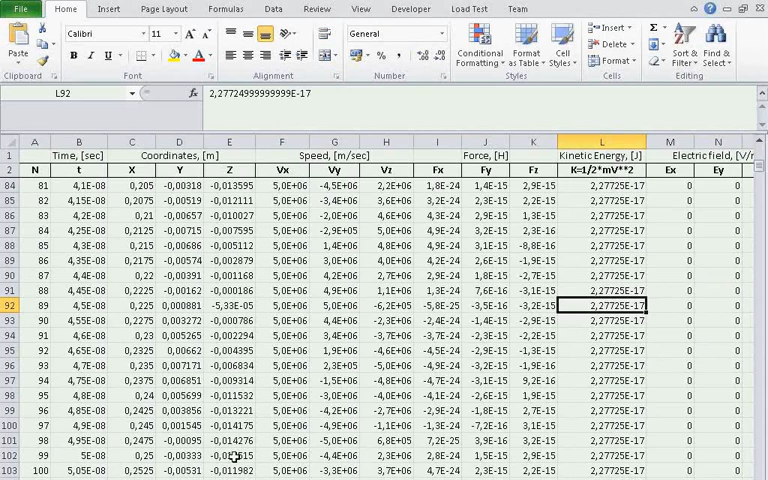 File Home Insert Page Layout Formulas Data Review View Developer Load Test Team
Paste Calibri 11 A A General Conditional Formatting Format as Table Cell Styles Insert Delete Format Sort & Filter Find & Select
B I U A $ % ,
Clipboard Font Alignment Number Styles Cells Editing
L92 fx 2,27724999999999E-17
A B C D E F G H I J K L M N
1 Time, [sec] Coordinates, [m] Speed, [m/sec] Force, [H] Kinetic Energy, [J] Electric field, [V/
2 N t X Y Z Vx Vy Vz Fx Fy Fz K=1/2*mV**2 Ex Ey
84 81 4,1E-08 0,205 -0,00318 -0,013595 5,0E+06 -4,5E+06 2,2E+06 1,8E-24 1,4E-15 2,9E-15 2,27725E-17 0 0
85 82 4,15E-08 0,2075 -0,00519 -0,012111 5,0E+06 -3,4E+06 3,6E+06 3,2E-24 2,3E-15 2,2E-15 2,27725E-17 0 0
86 83 4,2E-08 0,21 -0,00657 -0,010027 5,0E+06 -2,0E+06 4,6E+06 4,3E-24 2,9E-15 1,3E-15 2,27725E-17 0 0
87 84 4,25E-08 0,2125 -0,00715 -0,007595 5,0E+06 -2,9E+05 4,9E+06 4,8E-24 3,2E-15 2,3E-16 2,27725E-17 0 0
88 85 4,3E-08 0,215 -0,00686 -0,005112 5,0E+06 1,4E+06 4,8E+06 4,9E-24 3,1E-15 -8,8E-16 2,27725E-17 0 0
89 86 4,35E-08 0,2175 -0,00574 -0,002879 5,0E+06 3,0E+06 4,0E+06 4,2E-24 2,6E-15 -1,9E-15 2,27725E-17 0 0
90 87 4,4E-08 0,22 -0,00391 -0,001168 5,0E+06 4,2E+06 2,7E+06 2,9E-24 1,8E-15 -2,7E-15 2,27725E-17 0 0
91 88 4,45E-08 0,2225 -0,00162 -0,000186 5,0E+06 4,9E+06 1,1E+06 1,3E-24 7,6E-16 -3,1E-15 2,27725E-17 0 0
92 89 4,5E-08 0,225 0,000881 -5,33E-05 5,0E+06 5,0E+06 -6,2E+05 -5,8E-25 -3,5E-16 -3,2E-15 2,27725E-17 0 0
93 90 4,55E-08 0,2275 0,003272 -0,000786 5,0E+06 4,4E+06 -2,3E+06 -2,4E-24 -1,4E-15 -2,9E-15 2,27725E-17 0 0
94 91 4,6E-08 0,23 0,005265 -0,002294 5,0E+06 3,4E+06 -3,7E+06 -3,7E-24 -2,3E-15 -2,2E-15 2,27725E-17 0 0
95 92 4,65E-08 0,2325 0,00662 -0,004395 5,0E+06 1,9E+06 -4,6E+06 -4,5E-24 -2,9E-15 -1,3E-15 2,27725E-17 0 0
96 93 4,7E-08 0,235 0,007171 -0,006834 5,0E+06 2,3E+05 -5,0E+06 -4,9E-24 -3,2E-15 -2,0E-16 2,27725E-17 0 0
97 94 4,75E-08 0,2375 0,006851 -0,009314 5,0E+06 -1,5E+06 -4,8E+06 -4,7E-24 -3,1E-15 9,2E-16 2,27725E-17 0 0
98 95 4,8E-08 0,24 0,005699 -0,011532 5,0E+06 -3,0E+06 -4,0E+06 -4,1E-24 -2,6E-15 1,9E-15 2,27725E-17 0 0
99 96 4,85E-08 0,2425 0,003856 -0,013221 5,0E+06 -4,2E+06 -2,7E+06 -2,9E-24 -1,8E-15 2,7E-15 2,27725E-17 0 0
100 97 4,9E-08 0,245 0,001545 -0,014175 5,0E+06 -4,9E+06 -1,1E+06 -1,3E-24 -7,2E-16 3,2E-15 2,27725E-17 0 0
101 98 4,95E-08 0,2475 -0,00095 -0,014276 5,0E+06 -5,0E+06 6,8E+05 7,2E-25 3,9E-16 3,2E-15 2,27725E-17 0 0
102 99 5E-08 0,25 -0,00333 5,0E+06 -4,4E+06 2,3E+06 2,8E-24 1,5E-15 2,9E-15 2,27725E-17 0 0
103 100 5,05E-08 0,2525 -0,00531 -0,011982 5,0E+06 -3,3E+06 3,7E+06 4,7E-24 2,3E-15 2,2E-15 2,27725E-17 0 0